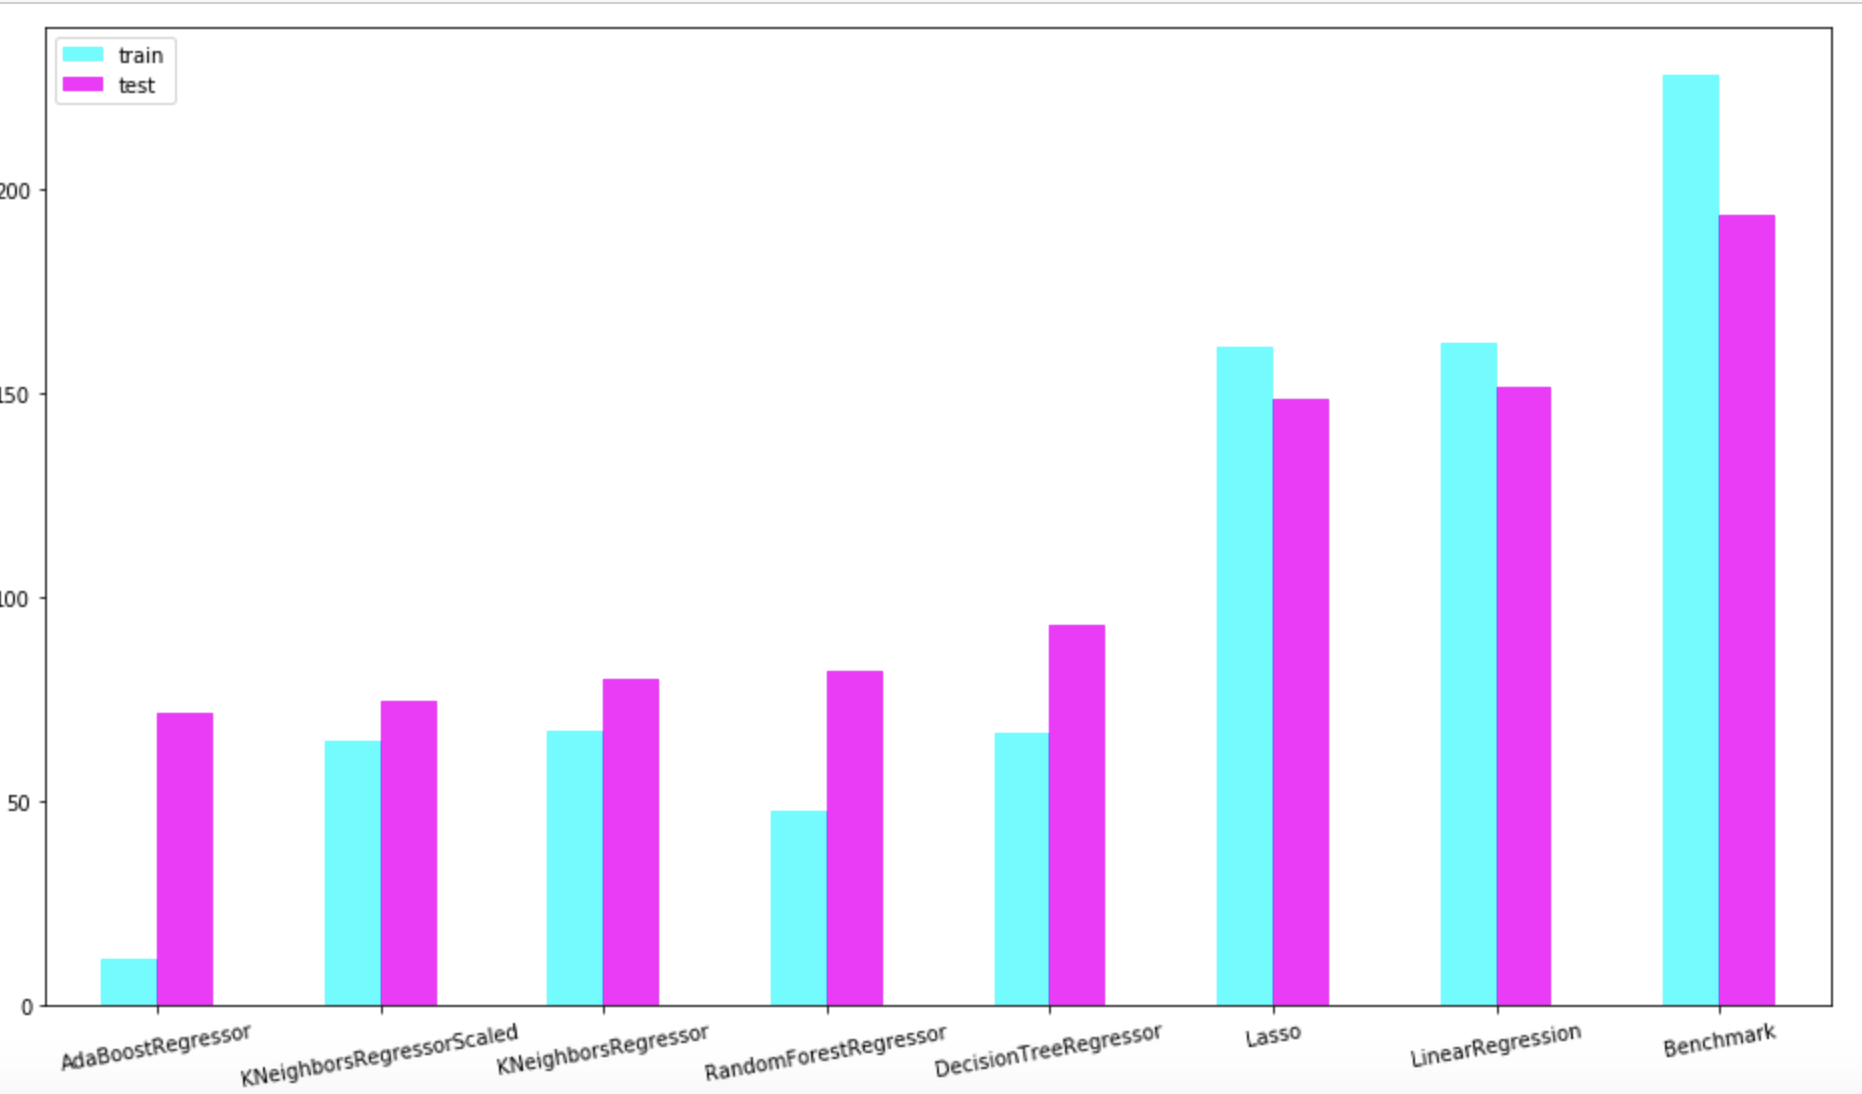 train
test
200
150
100
50
0
AdaBoostRegressor
KNeighborsRegressorScaled
KNeighborsRegressor
RandomForestRegressor
DecisionTreeRegressor
Lasso
LinearRegression
Benchmark